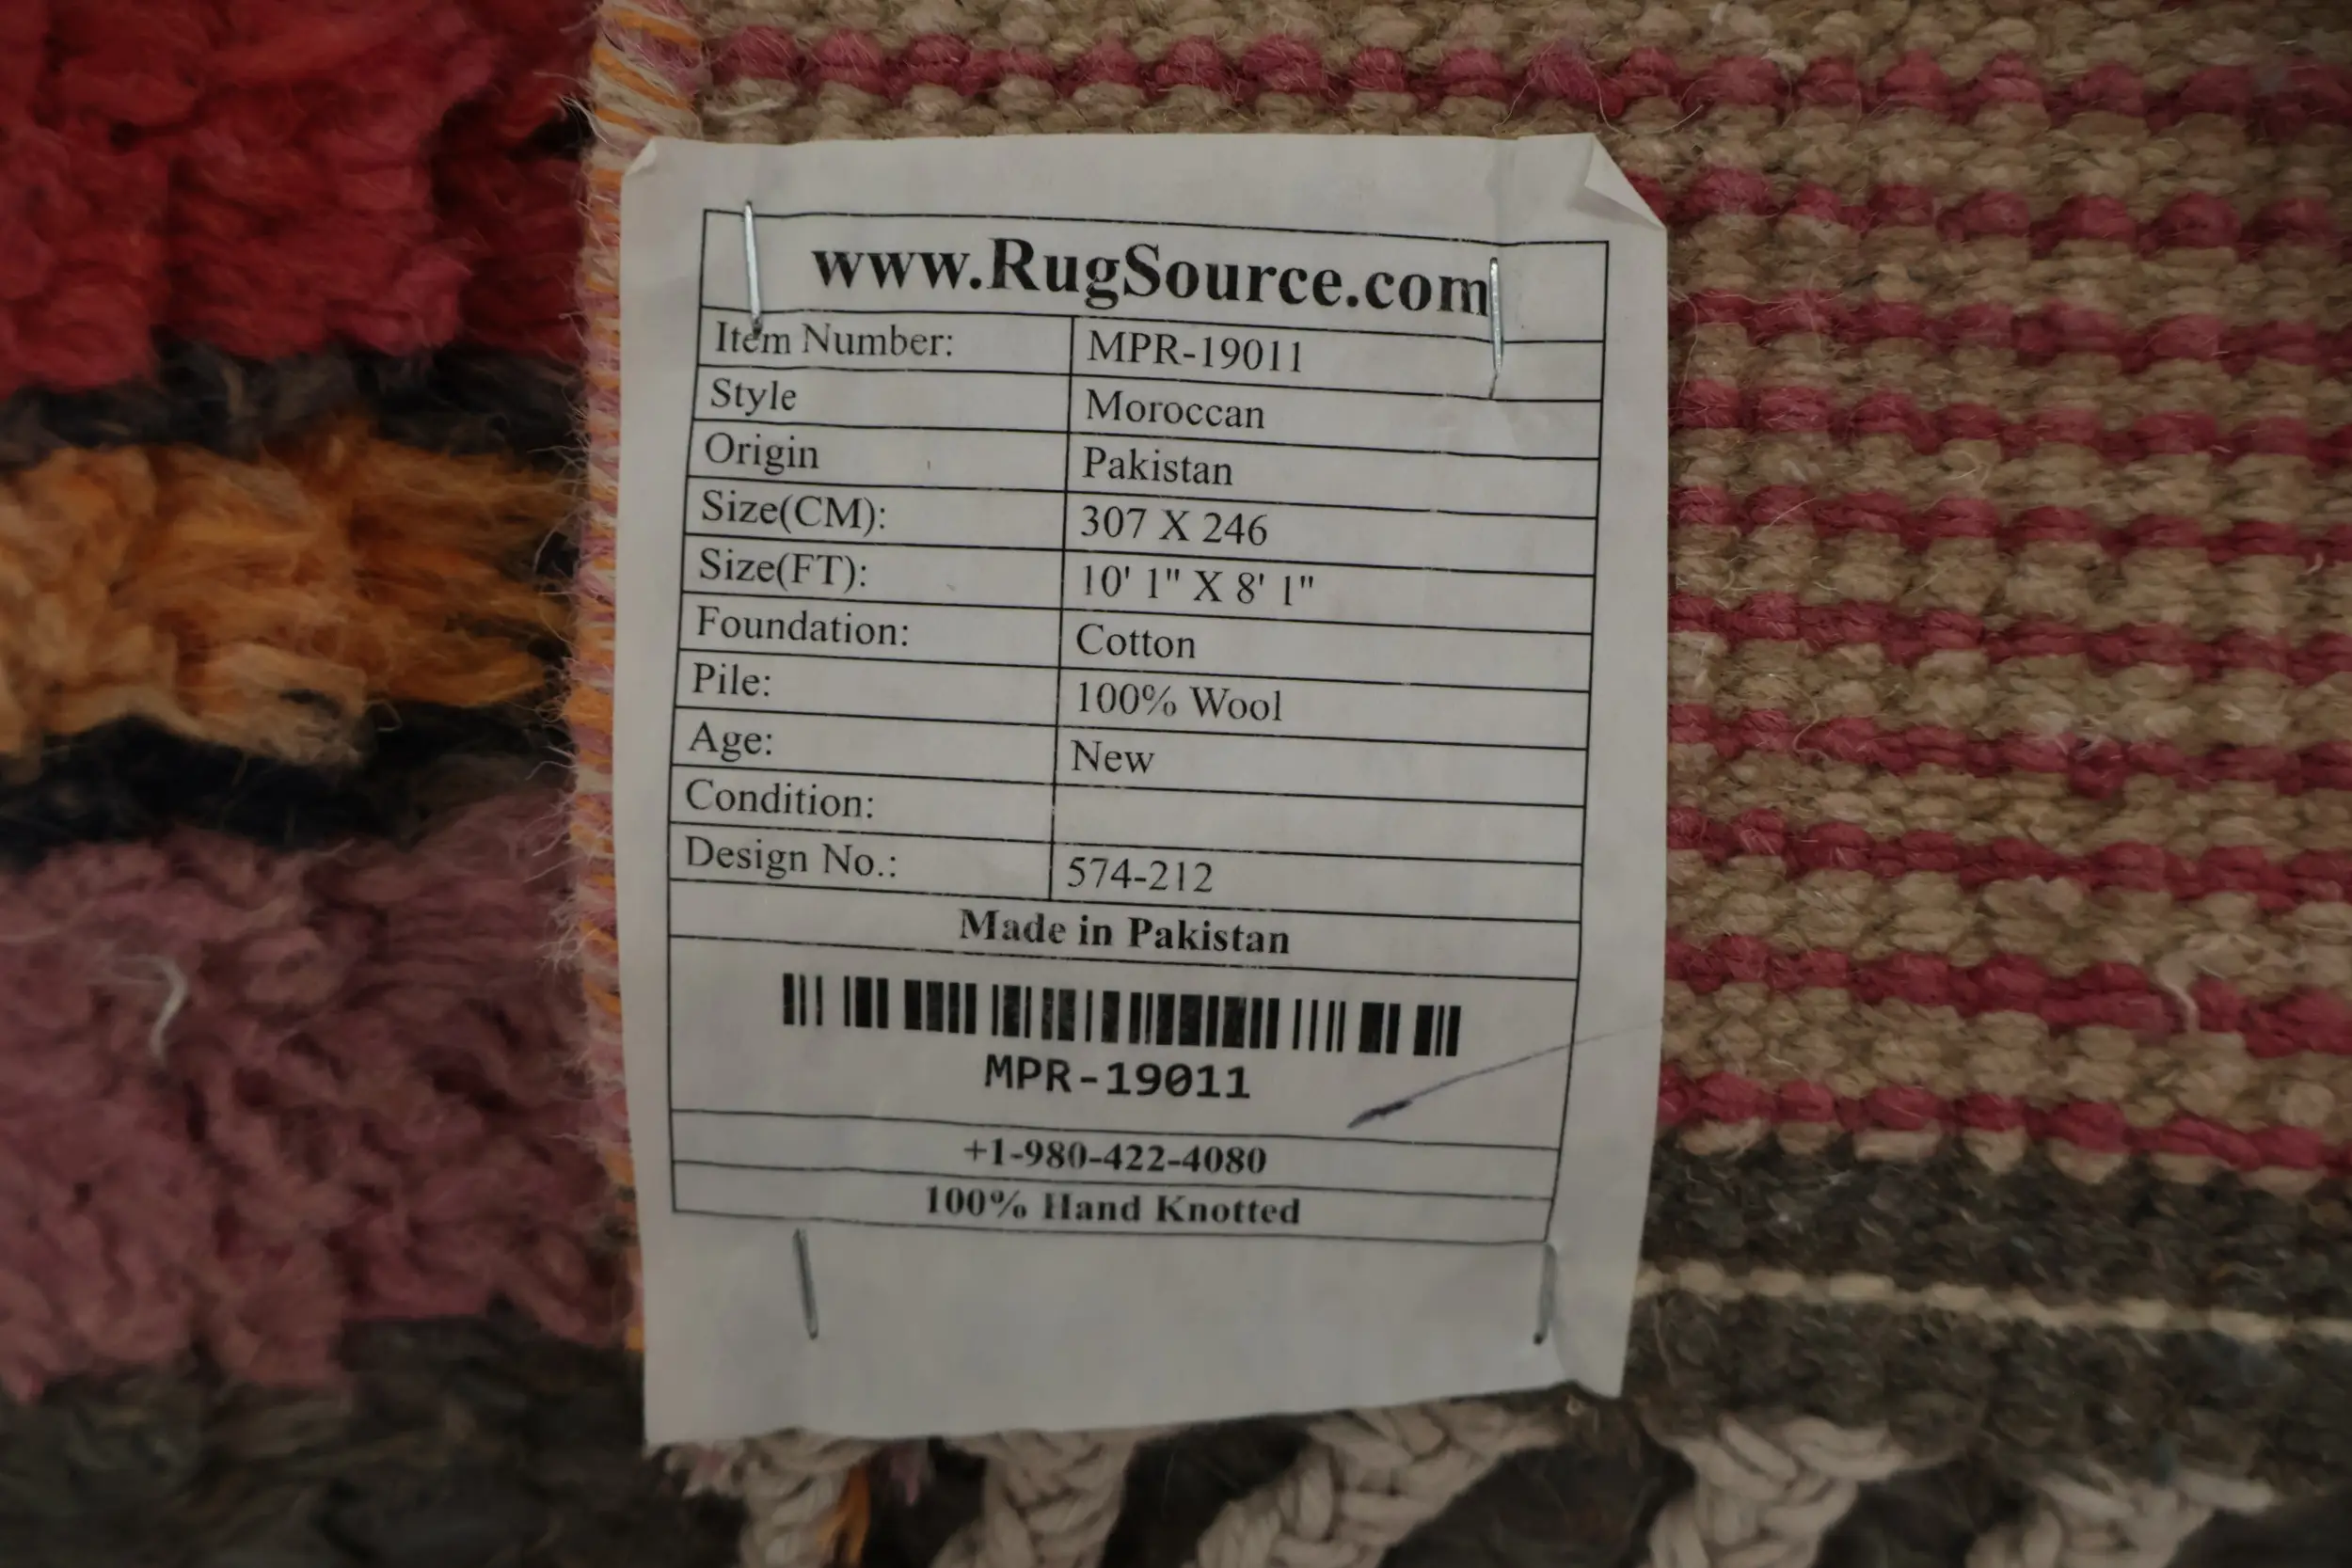 www.RugSource.com
Item Number: MPR-19011
Style Moroccan
Origin Pakistan
Size(CM): 307 X 246
Size(FT): 10' 1" X 8' 1"
Foundation: Cotton
Pile: 100% Wool
Age: New
Condition:
Design No.: 574-212
Made in Pakistan
MPR-19011
+1-980-422-4080
100% Hand Knotted